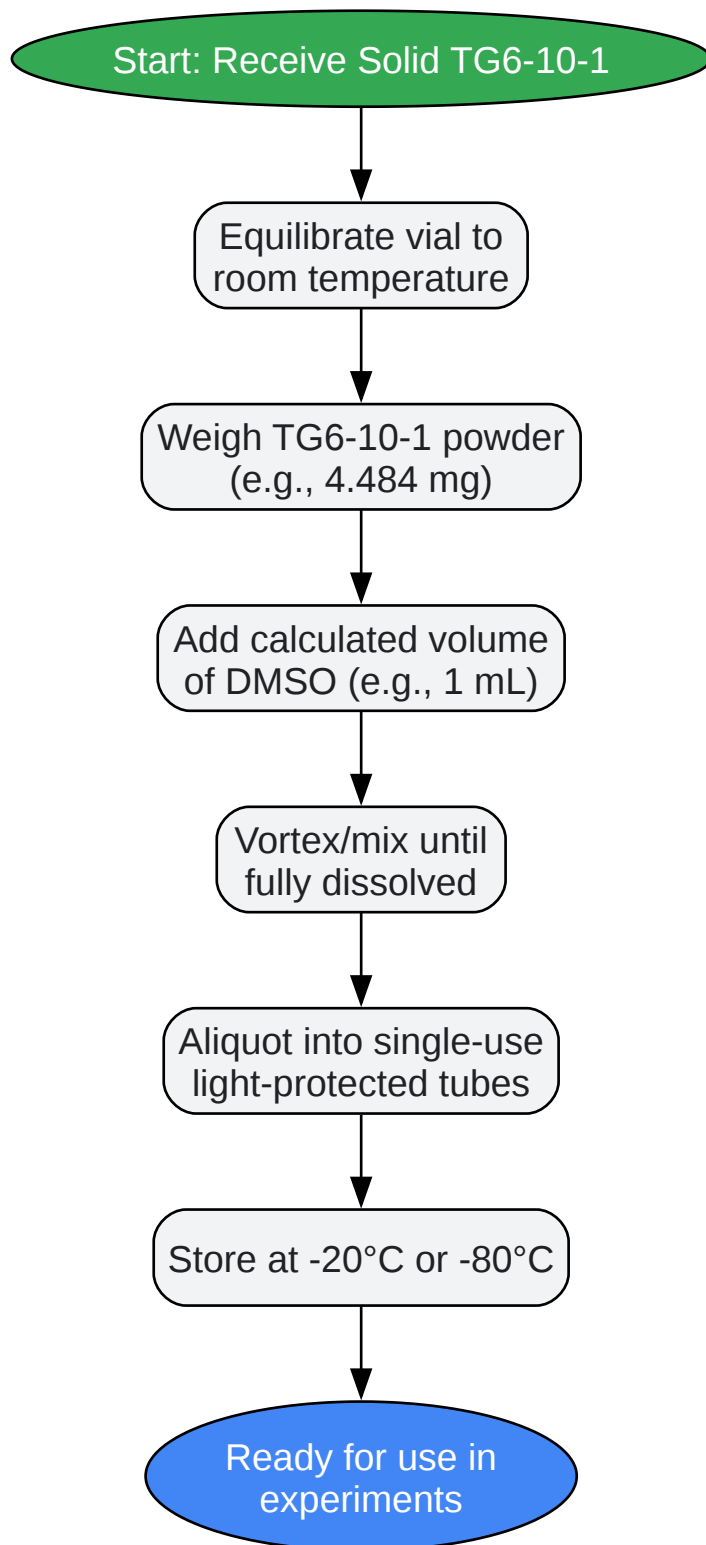 Start: Receive Solid TG6-10-1
Equilibrate vial to
room temperature
Weigh TG6-10-1 powder
(e.g., 4.484 mg)
Add calculated volume
of DMSO (e.g., 1 mL)
Vortex/mix until
fully dissolved
Aliquot into single-use
light-protected tubes
Store at -20°C or -80°C
Ready for use in
experiments